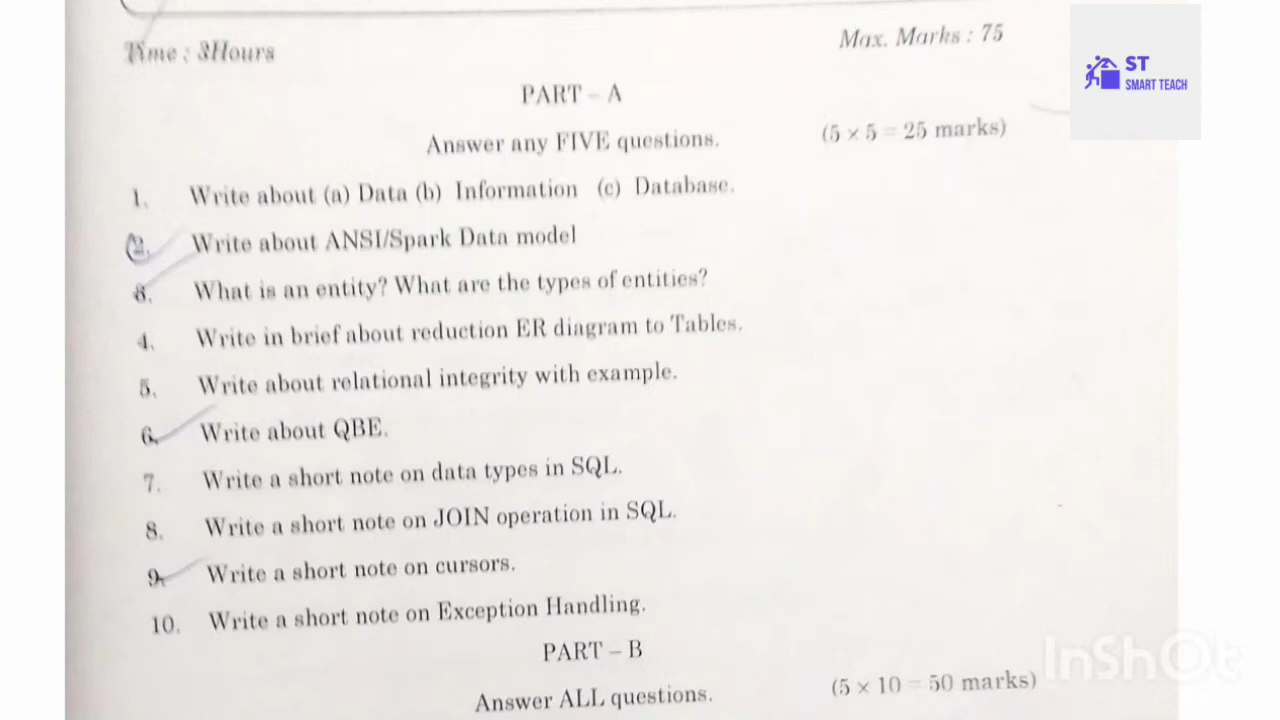 Time : 3Hours
Max. Marks : 75
ST
SMART TEACH
PART – A
Answer any FIVE questions.
(5 × 5 = 25 marks)
1. Write about (a) Data (b) Information (c) Database.
2. Write about ANSI/Spark Data model
3. What is an entity? What are the types of entities?
4. Write in brief about reduction ER diagram to Tables.
5. Write about relational integrity with example.
6. Write about QBE.
7. Write a short note on data types in SQL.
8. Write a short note on JOIN operation in SQL.
9. Write a short note on cursors.
10. Write a short note on Exception Handling.
PART – B
Answer ALL questions.
(5 × 10 = 50 marks)
InShOt